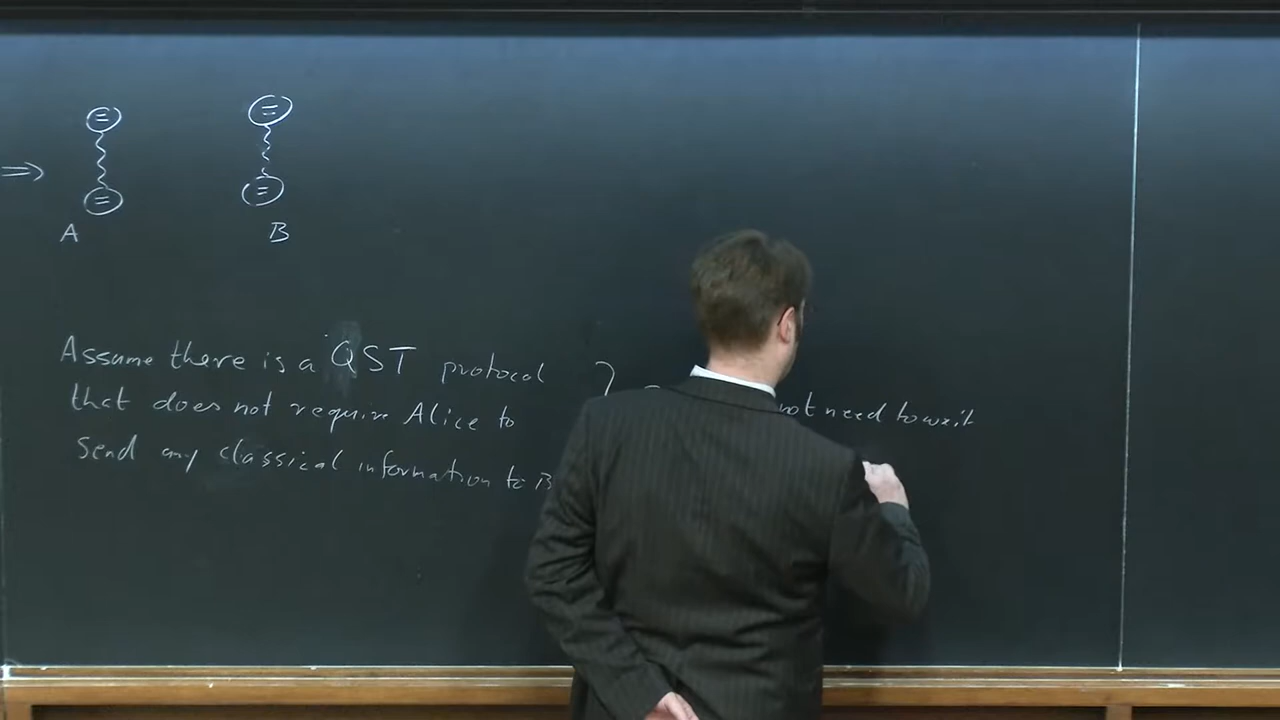 ⇒
A B
Assume there is a QST protocol
that does not require Alice to
send any classical information to B
not need to wait